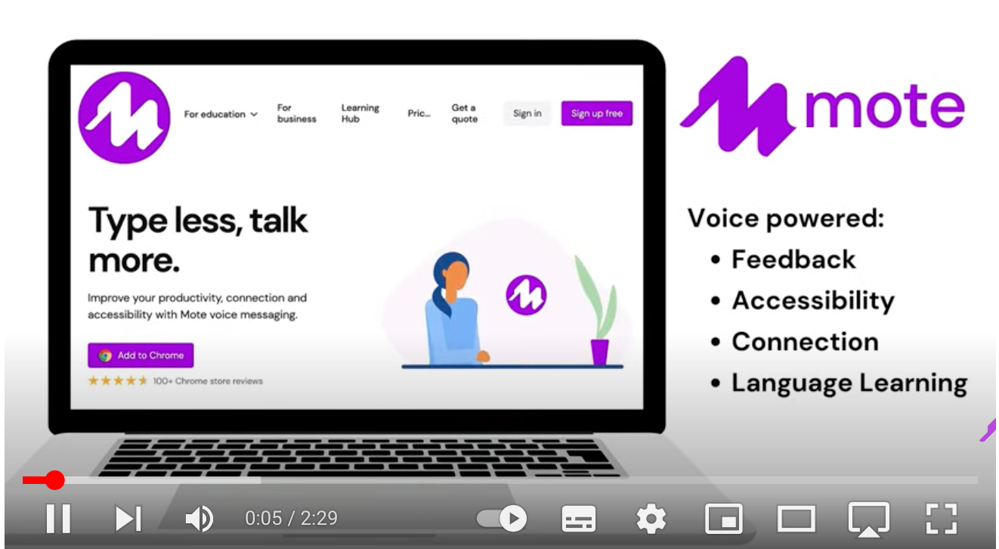 For education
For
business
Learning
Hub
Pric...
Get a
quote
Sign in
Sign up free
Type less, talk
more.
Improve your productivity, connection and
accessibility with Mote voice messaging.
Add to Chrome
100+ Chrome store reviews
mote
Voice powered:
• Feedback
• Accessibility
• Connection
• Language Learning
0:05 / 2:29